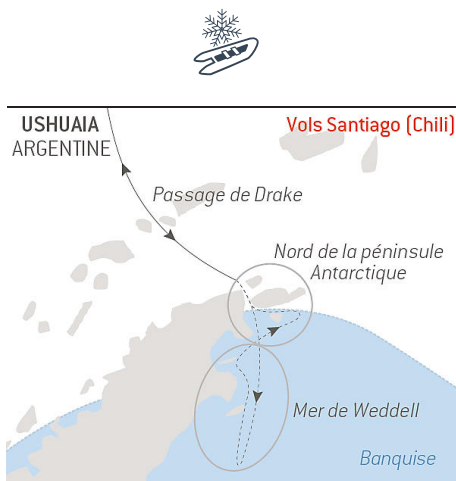 USHUAIA
ARGENTINE
Vols Santiago (Chili)
Passage de Drake
Nord de la péninsule
Antarctique
Mer de Weddell
Banquise